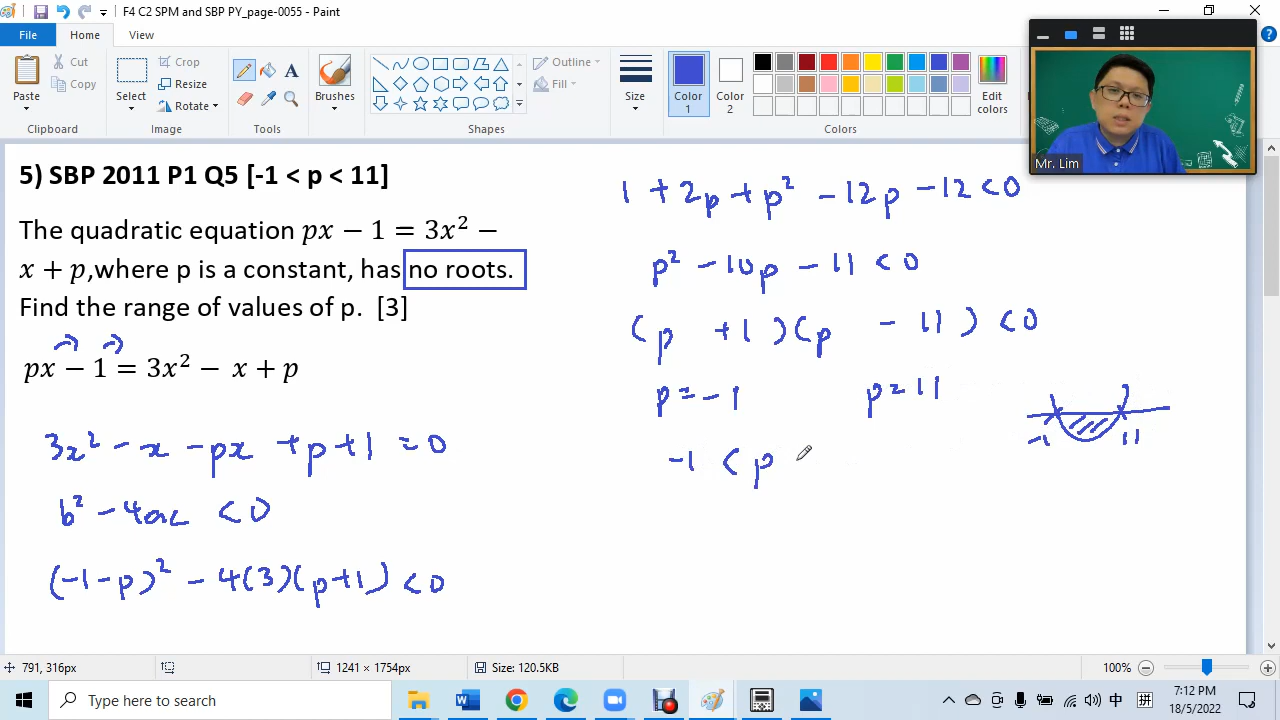 F4 C2 SPM and SBP PY_page-0055 - Paint
File Home View
Paste
Cut
Copy
Clipboard
Select
Crop
Resize
Rotate
Image
A
Tools
Brushes
Shapes
Outline
Fill
Size
Color 1
Color 2
Edit colors
Colors
Mr. Lim
5) SBP 2011 P1 Q5 [-1 < p < 11]
The quadratic equation px − 1 = 3x² −
x + p,where p is a constant, has no roots.
Find the range of values of p. [3]
px − 1 = 3x² − x + p
3x² - x - px + p + 1 = 0
b² - 4ac < 0
(-1 - p)² - 4(3)(p+1) < 0
1 + 2p + p² - 12p - 12 < 0
p² - 10p - 11 < 0
(p + 1)(p - 11) < 0
p = -1 p = 11
-1 < p
-1 11
791, 316px 1241 × 1754px Size: 120.5KB 100%
Type here to search
中 拼 7:12 PM
18/5/2022